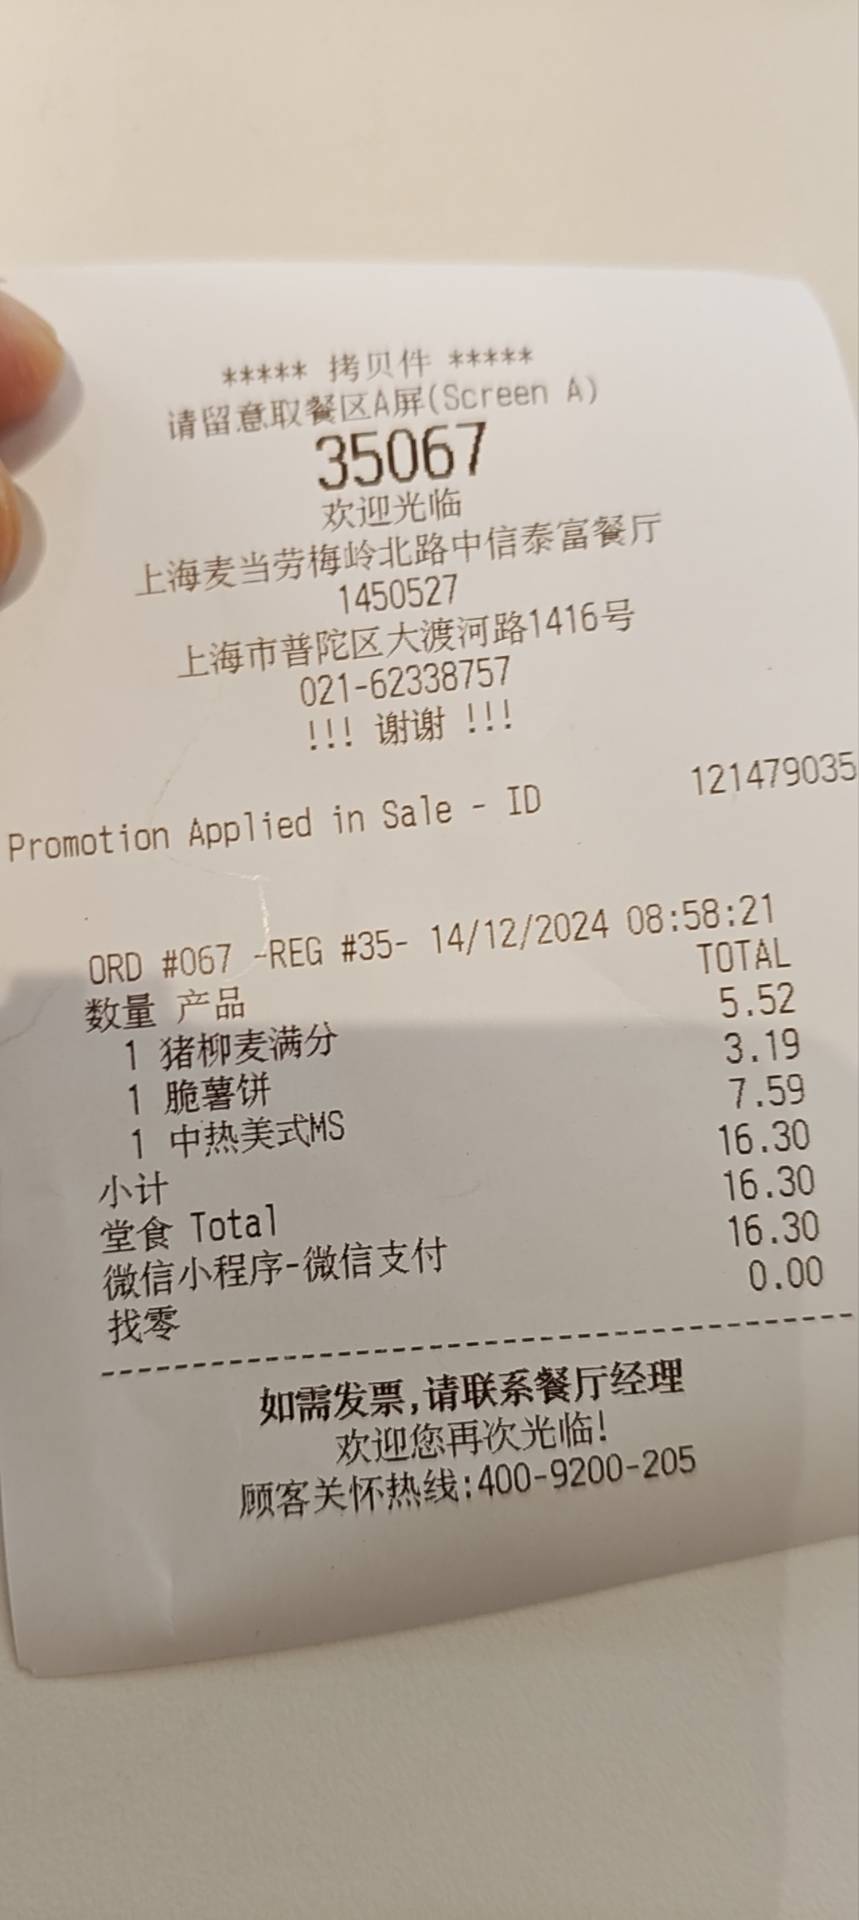 ***** 拷贝件 *****
请留意取餐区A屏(Screen A)
35067
欢迎光临
上海麦当劳梅岭北路中信泰富餐厅
1450527
上海市普陀区大渡河路1416号
021-62338757
!!! 谢谢 !!!
Promotion Applied in Sale - ID 121479035
ORD #067 -REG #35- 14/12/2024 08:58:21
数量 产品 TOTAL
1 猪柳麦满分 5.52
1 脆薯饼 3.19
1 中热美式MS 7.59
小计 16.30
堂食 Total 16.30
微信小程序-微信支付 16.30
找零 0.00
如需发票,请联系餐厅经理
欢迎您再次光临!
顾客关怀热线:400-9200-205